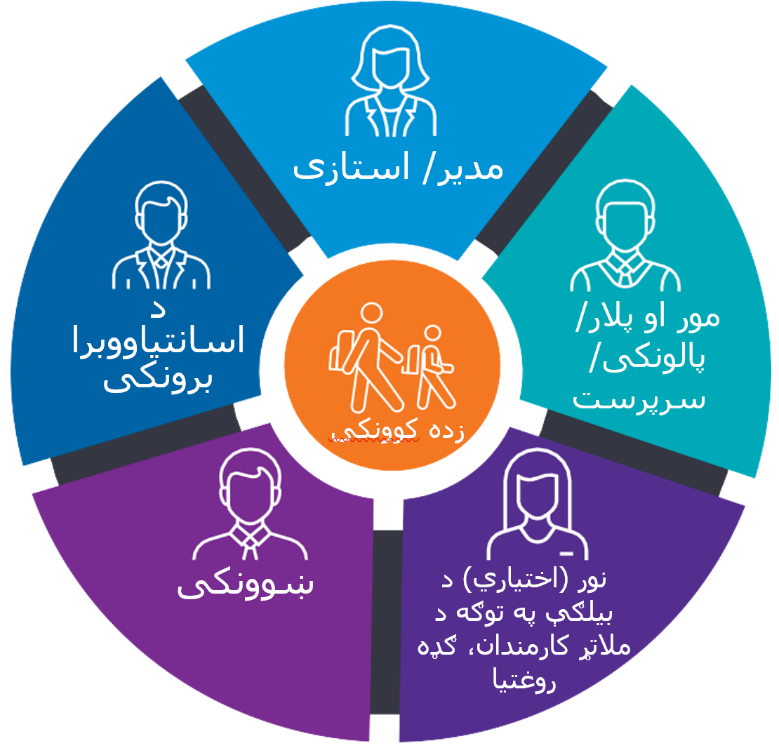 مدیر/ استازی
مور او پلار/
پالونکی/
سرپرست
نور (اختیاري) د
بیلګې په توګه د
ملاتړ کارمندان، ګډه
روغتیا
ښوونکی
د
اسانتیاووبرا
برونکی
زده کوونکی